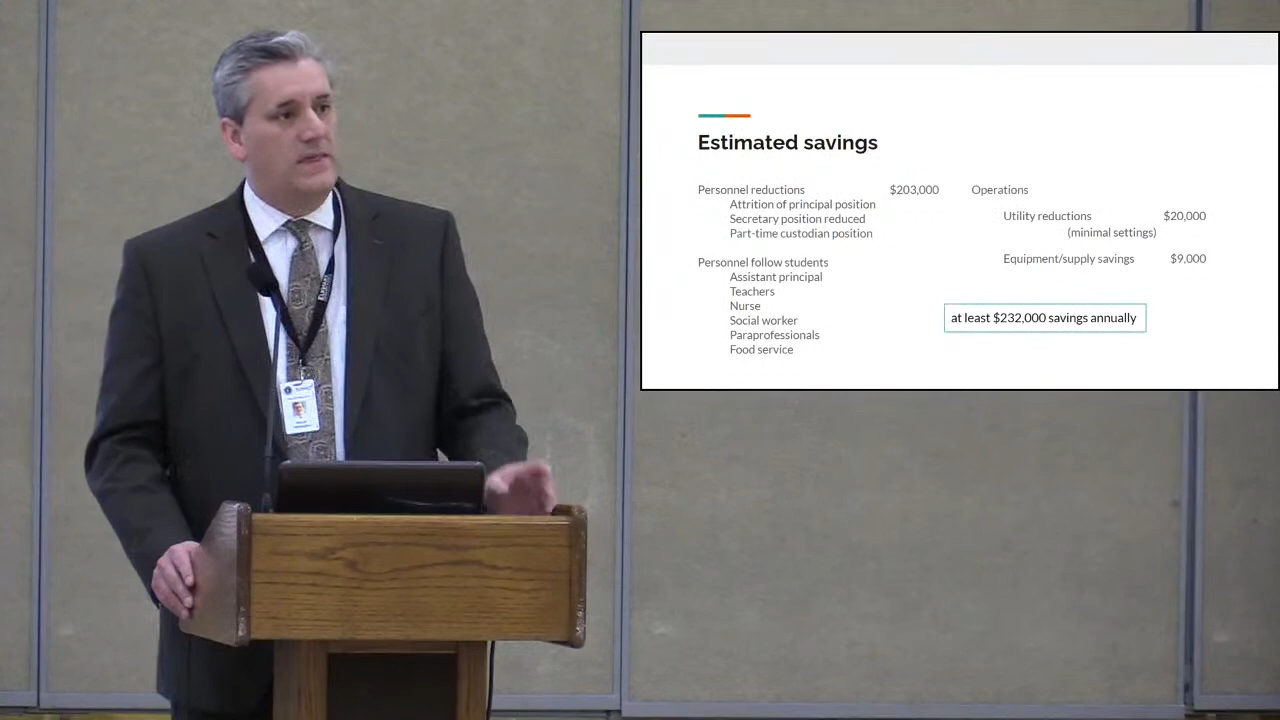 Estimated savings
Personnel reductions $203,000
Attrition of principal position
Secretary position reduced
Part-time custodian position
Personnel follow students
Assistant principal
Teachers
Nurse
Social worker
Paraprofessionals
Food service
Operations
Utility reductions $20,000
(minimal settings)
Equipment/supply savings $9,000
at least $232,000 savings annually